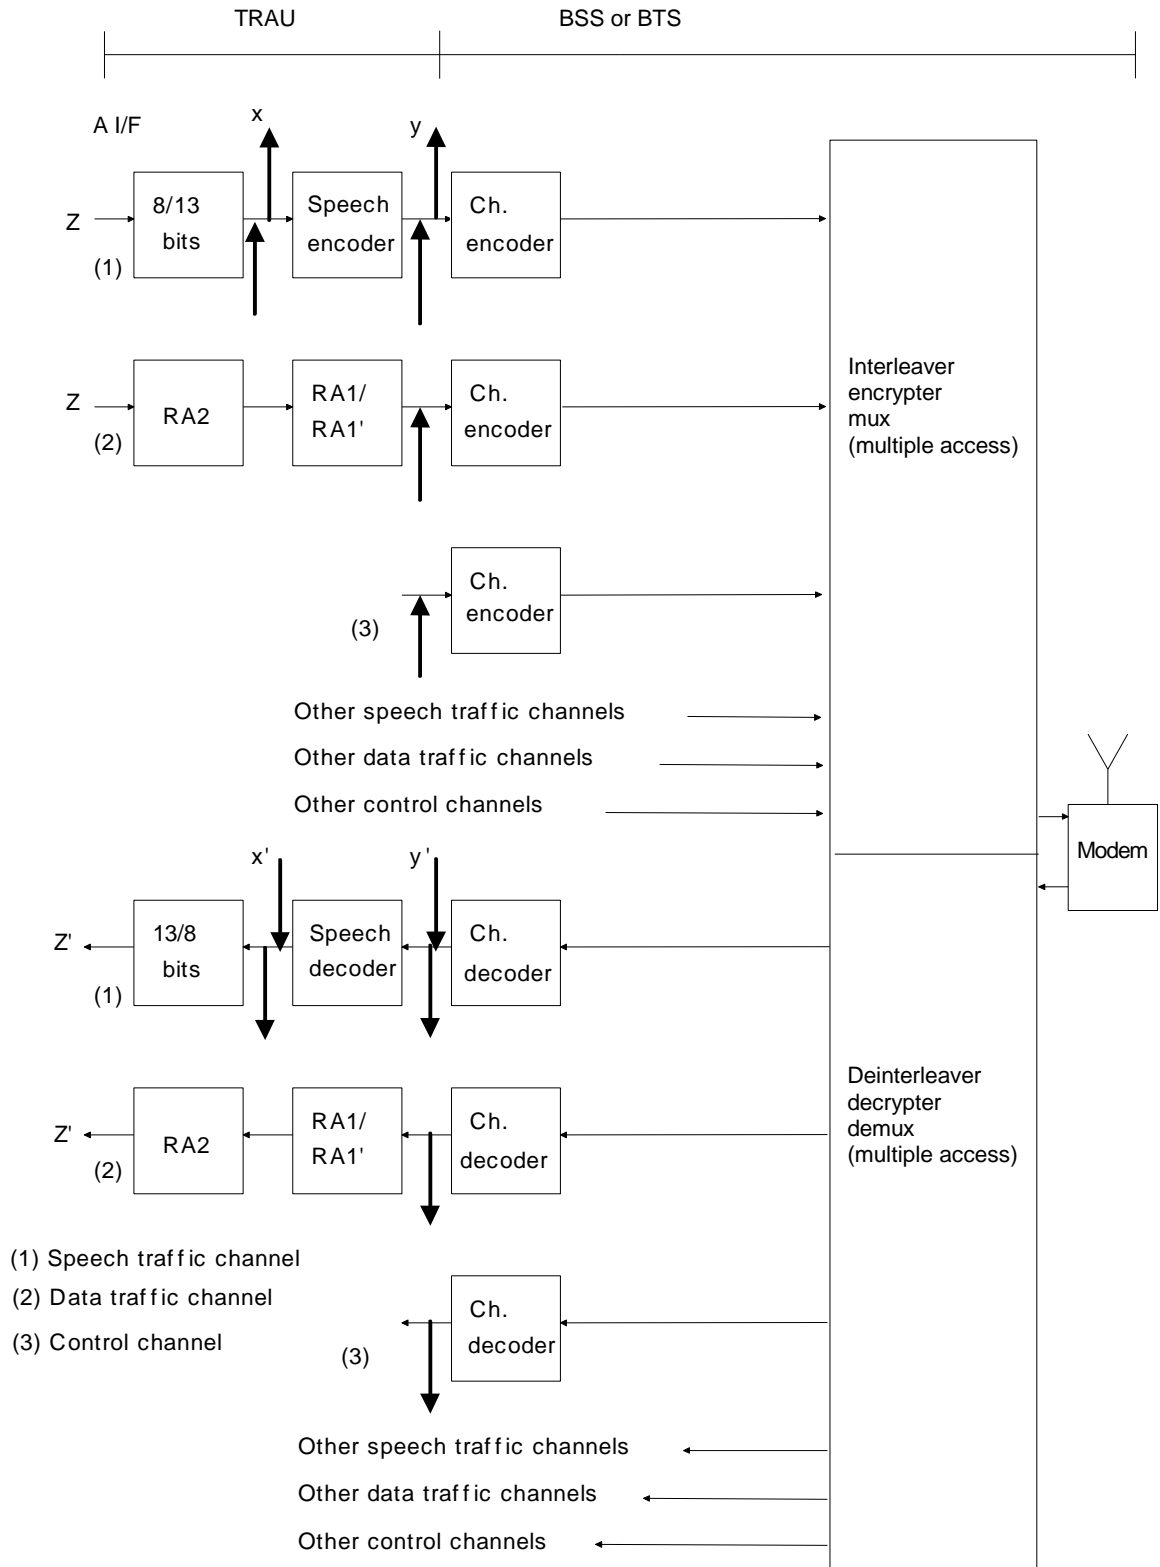 TRAU
BSS or BTS
A I/F
x
y
Z
8/13
bits
Speech
encoder
Ch.
encoder
(1)
Z
RA2
RA1/
RA1'
Ch.
encoder
(2)
Interleaver
encrypter
mux
(multiple access)
Ch.
encoder
(3)
Other speech traffic channels
Other data traffic channels
Other control channels
Modem
x'
y'
Z'
13/8
bits
Speech
decoder
Ch.
decoder
(1)
Z'
RA2
RA1/
RA1'
Ch.
decoder
(2)
Deinterleaver
decrypter
demux
(multiple access)
(1) Speech traffic channel
(2) Data traffic channel
(3) Control channel
Ch.
decoder
(3)
Other speech traffic channels
Other data traffic channels
Other control channels